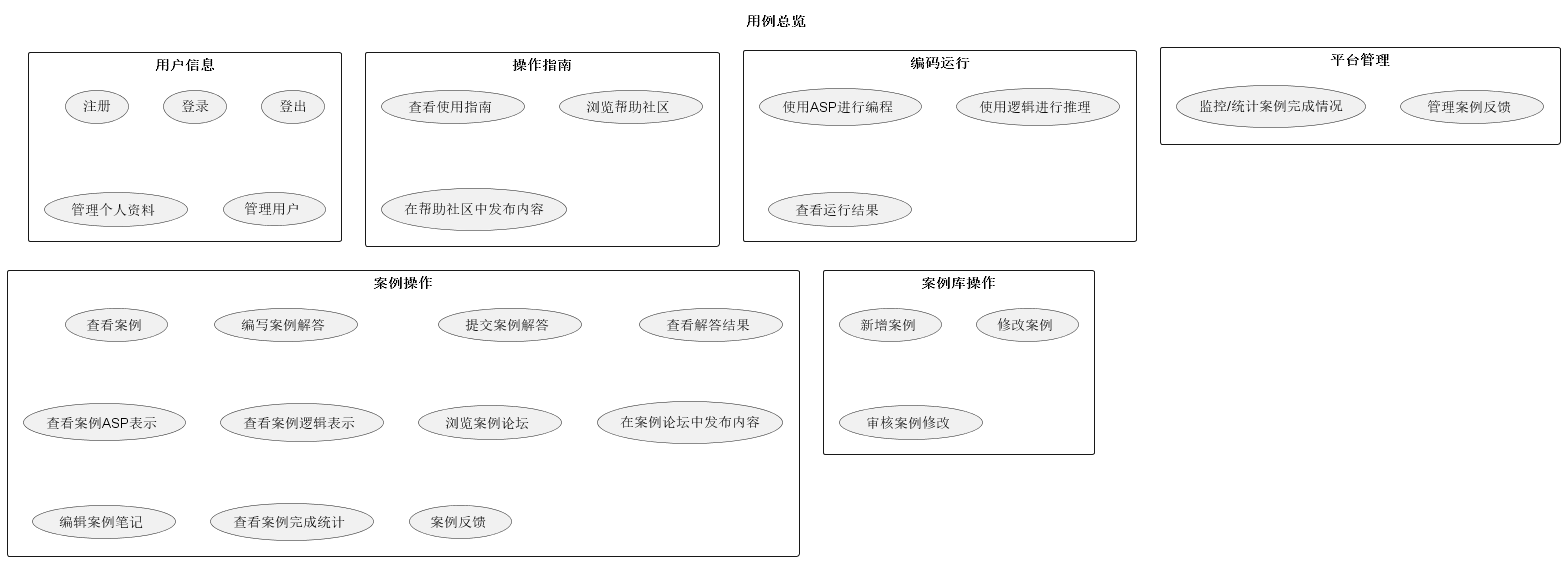 用例总览
用户信息
注册
登录
登出
管理个人资料
管理用户
操作指南
查看使用指南
浏览帮助社区
在帮助社区中发布内容
编码运行
使用ASP进行编程
使用逻辑进行推理
查看运行结果
平台管理
监控/统计案例完成情况
管理案例反馈
案例操作
查看案例
编写案例解答
提交案例解答
查看解答结果
查看案例ASP表示
查看案例逻辑表示
浏览案例论坛
在案例论坛中发布内容
编辑案例笔记
查看案例完成统计
案例反馈
案例库操作
新增案例
修改案例
审核案例修改